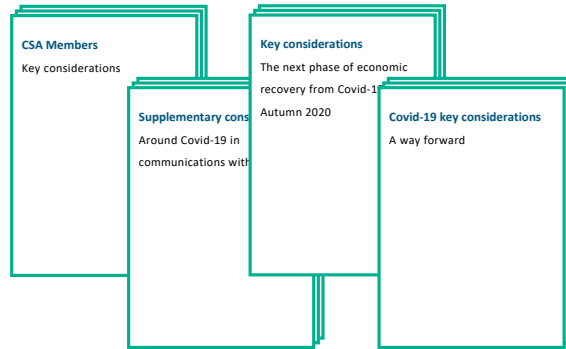 CSA Members
Key considerations
Supplementary cons
Around Covid-19 in
communications with
Key considerations
The next phase of economic
recovery from Covid-1
Autumn 2020
Covid-19 key considerations
A way forward